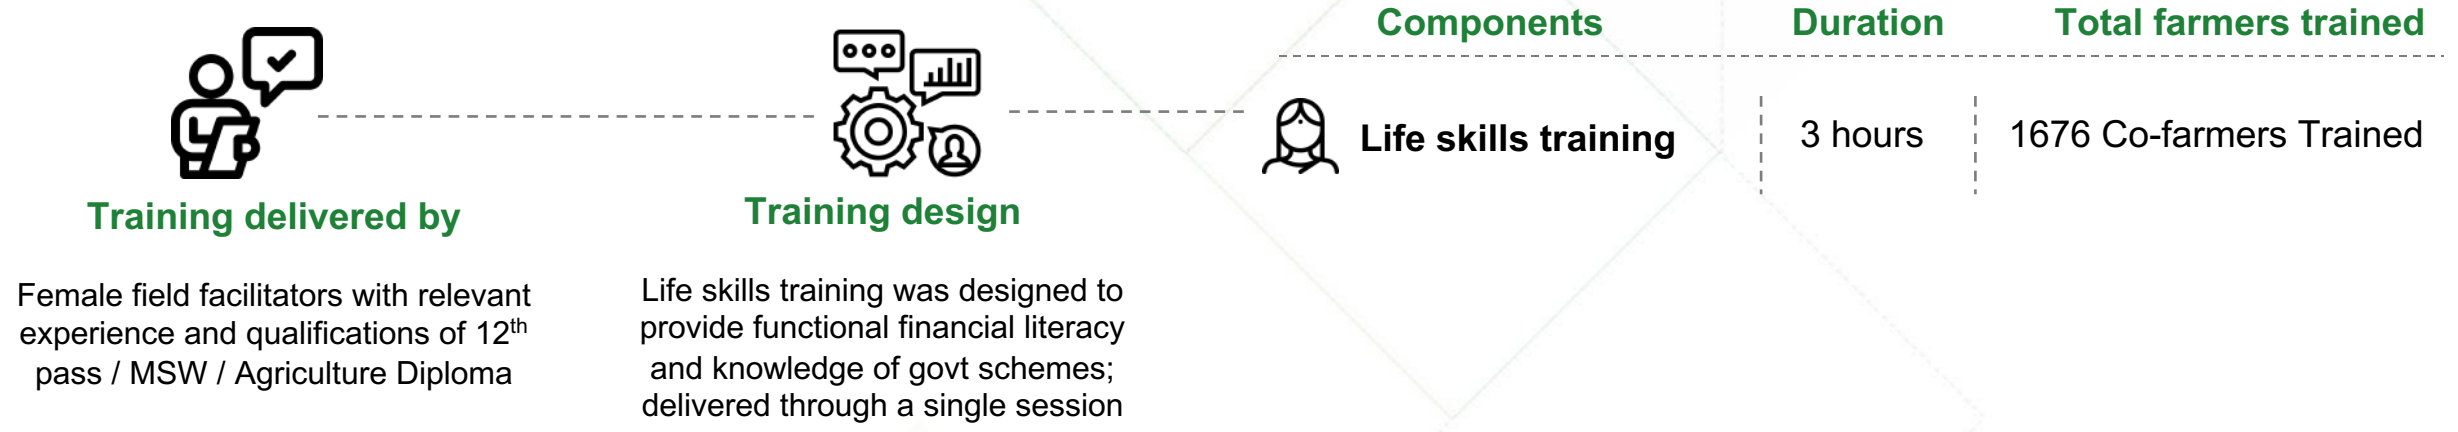 Training delivered by
Female field facilitators with relevant
experience and qualifications of 12th
pass / MSW / Agriculture Diploma
Training design
Life skills training was designed to
provide functional financial literacy
and knowledge of govt schemes;
delivered through a single session
Components Duration Total farmers trained
Life skills training 3 hours 1676 Co-farmers Trained